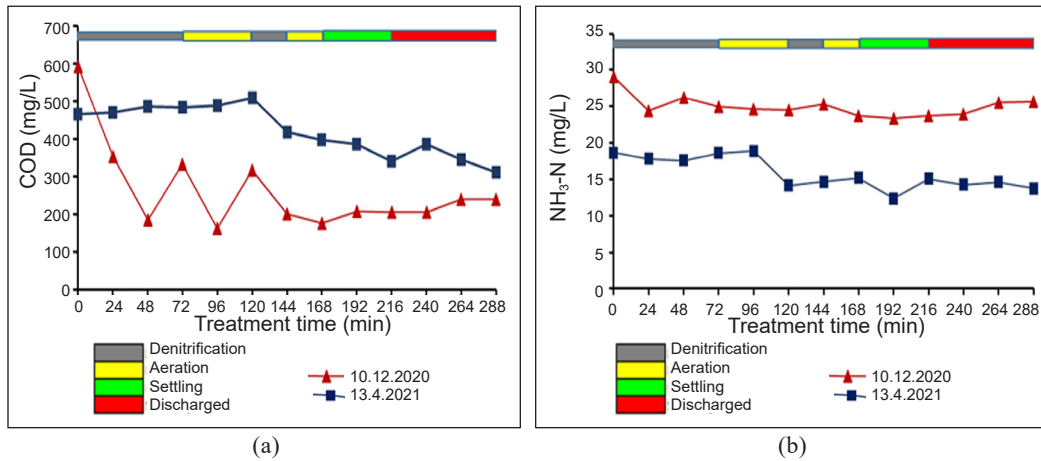 700
600
500
400
300
200
100
0
COD (mg/L)
0 24 48 72 96 120 144 168 192 216 240 264 288
Treatment time (min)
Denitrification
Aeration
Settling
Discharged
10.12.2020
13.4.2021
(a)
35
30
25
20
15
10
5
0
NH₃-N (mg/L)
0 24 48 72 96 120 144 168 192 216 240 264 288
Treatment time (min)
Denitrification
Aeration
Settling
Discharged
10.12.2020
13.4.2021
(b)